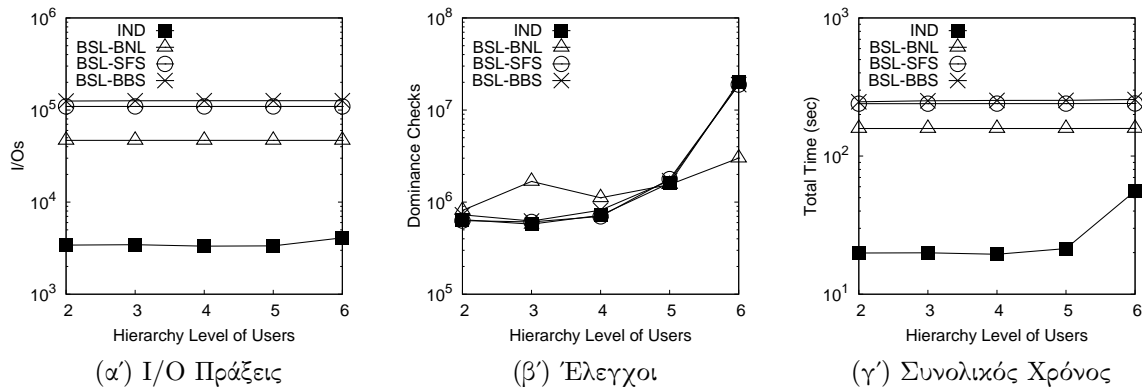 10^6
10^5
10^4
10^3
I/Os
IND
BSL-BNL
BSL-SFS
BSL-BBS
2 3 4 5 6
Hierarchy Level of Users
(α΄) I/O Πράξεις
10^8
10^7
10^6
10^5
Dominance Checks
IND
BSL-BNL
BSL-SFS
BSL-BBS
2 3 4 5 6
Hierarchy Level of Users
(β΄) Έλεγχοι
10^3
10^2
10^1
Total Time (sec)
IND
BSL-BNL
BSL-SFS
BSL-BBS
2 3 4 5 6
Hierarchy Level of Users
(γ΄) Συνολικός Χρόνος